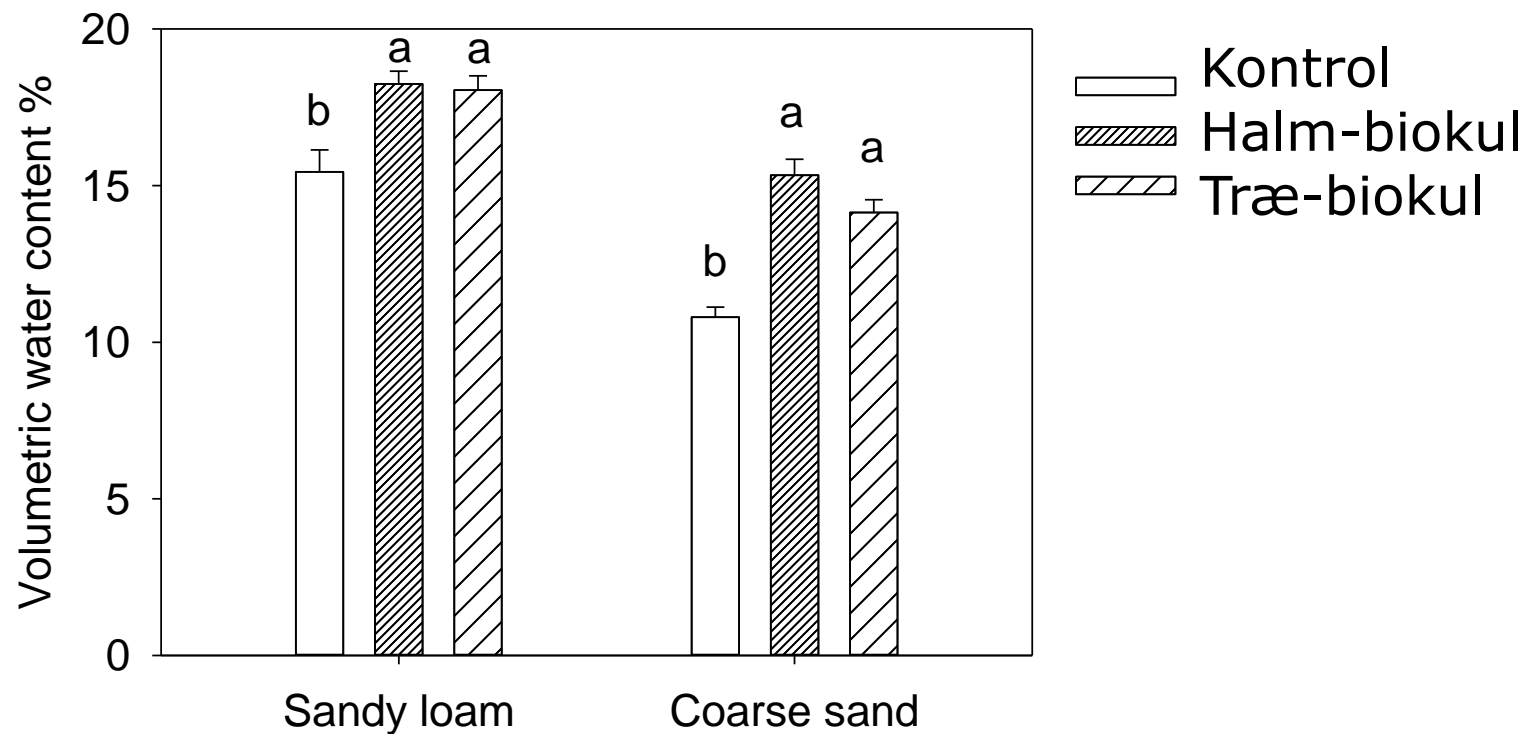 Volumetric water content %
20
15
10
5
0
b
a
a
b
a
a
Sandy loam
Coarse sand
Kontrol
Halm-biokul
Træ-biokul